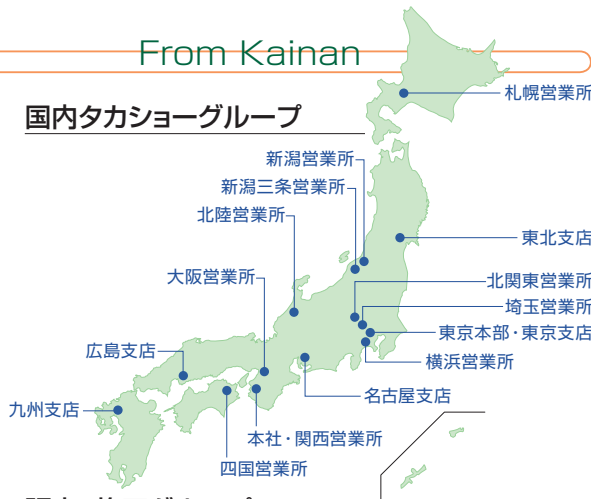 From Kainan
国内タカショーグループ
札幌営業所
新潟営業所
新潟三条営業所
北陸営業所
東北支店
大阪営業所
北関東営業所
埼玉営業所
東京本部・東京支店
広島支店
横浜営業所
名古屋支店
九州支店
本社・関西営業所
四国営業所